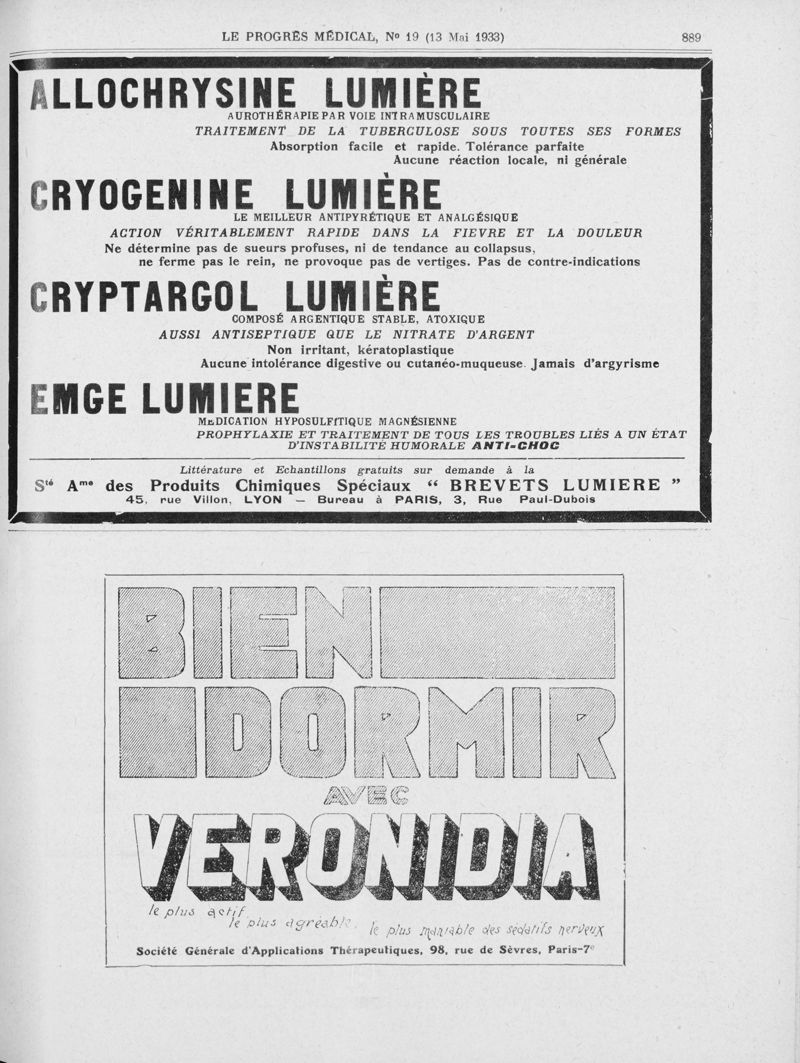 LE PROGRÈS MÉDICAL, Nº 19 (13 Mai 1933) 889
ALLOCHRYSINE LUMIÈRE
AUROTHÉRAPIE PAR VOIE INTRAMUSCULAIRE
TRAITEMENT DE LA TUBERCULOSE SOUS TOUTES SES FORMES
Absorption facile et rapide. Tolérance parfaite
Aucune réaction locale, ni générale
CRYOGENINE LUMIÈRE
LE MEILLEUR ANTIPYRÉTIQUE ET ANALGÉSIQUE
ACTION VÉRITABLEMENT RAPIDE DANS LA FIEVRE ET LA DOULEUR
Ne détermine pas de sueurs profuses, ni de tendance au collapsus,
ne ferme pas le rein, ne provoque pas de vertiges. Pas de contre-indications
CRYPTARGOL LUMIÈRE
COMPOSÉ ARGENTIQUE STABLE, ATOXIQUE
AUSSI ANTISEPTIQUE QUE LE NITRATE D'ARGENT
Non irritant, kératoplastique
Aucune intolérance digestive ou cutanéo-muqueuse. Jamais d'argyrisme
EMGE LUMIERE
MÉDICATION HYPOSULFITIQUE MAGNÉSIENNE
PROPHYLAXIE ET TRAITEMENT DE TOUS LES TROUBLES LIÉS A UN ÉTAT
D'INSTABILITÉ HUMORALE ANTI-CHOC
Littérature et Echantillons gratuits sur demande à la
Sté Ame des Produits Chimiques Spéciaux “ BREVETS LUMIERE ”
45, rue Villon, LYON — Bureau à PARIS, 3, Rue Paul-Dubois
BIEN
DORMIR
AVEC
VERONIDIA
le plus actif
le plus agréable
le plus maniable des sédatifs nerveux
Société Générale d'Applications Thérapeutiques, 98, rue de Sèvres, Paris-7e